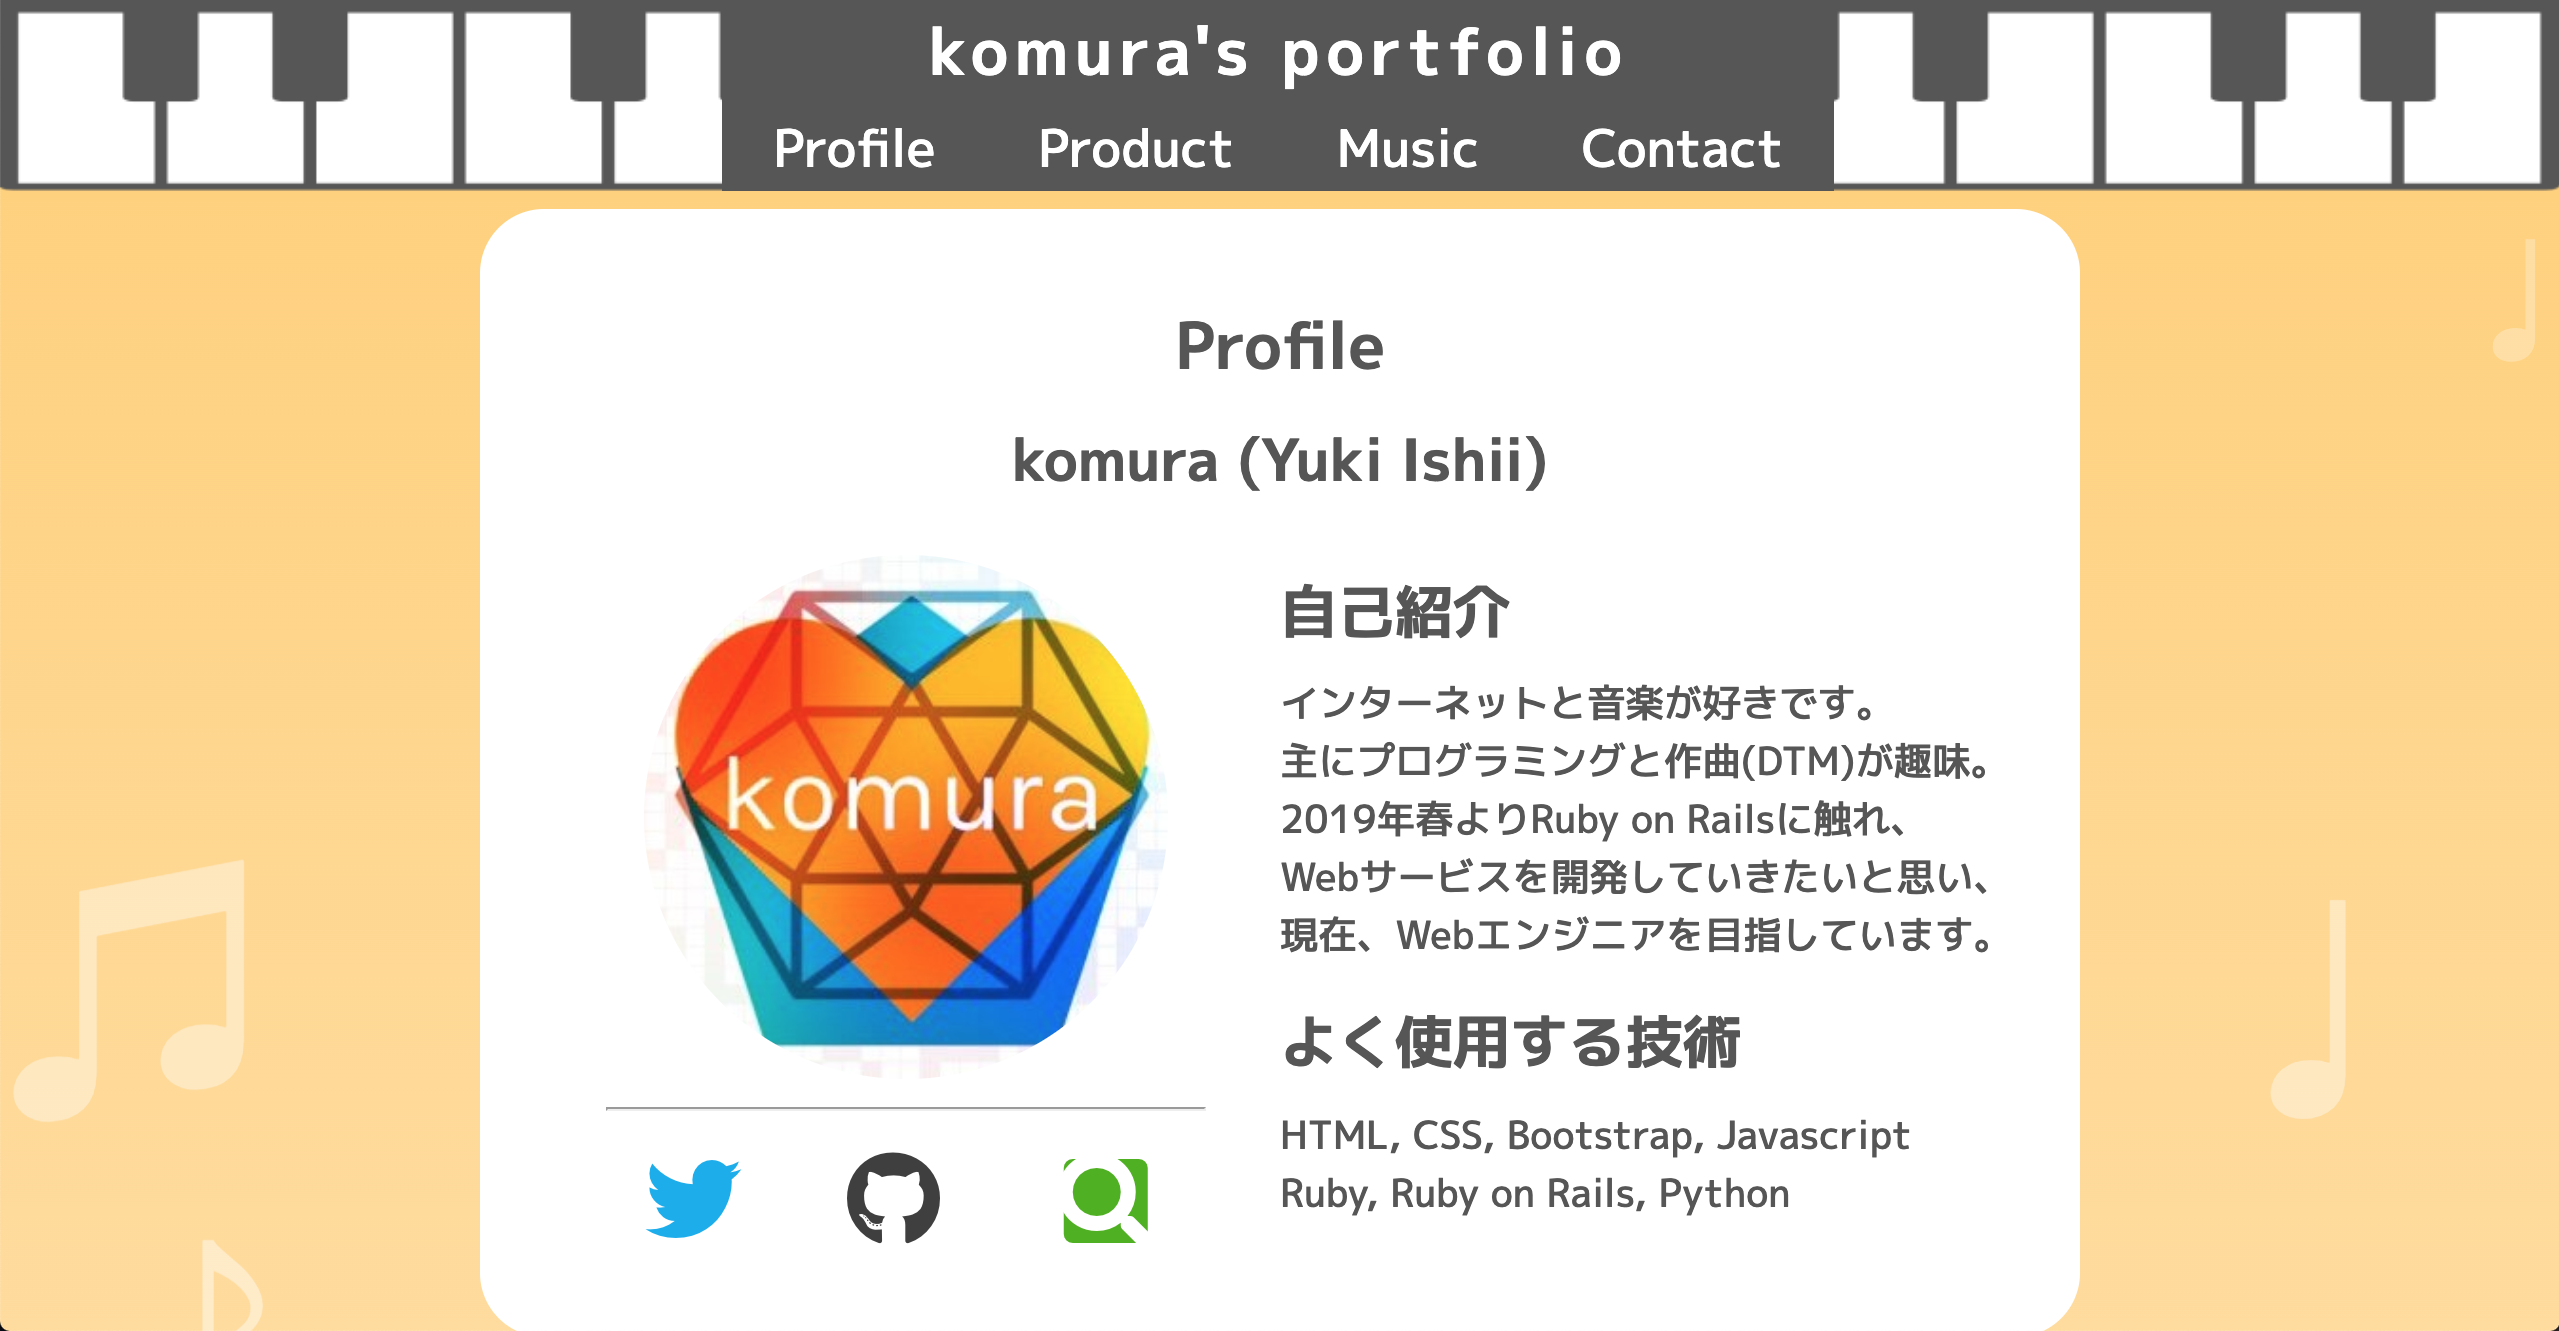 komura's portfolio
Profile Product Music Contact
Profile
komura (Yuki Ishii)
komura
自己紹介
インターネットと音楽が好きです。
主にプログラミングと作曲(DTM)が趣味。
2019年春よりRuby on Railsに触れ、
Webサービスを開発していきたいと思い、
現在、Webエンジニアを目指しています。
よく使用する技術
HTML, CSS, Bootstrap, Javascript
Ruby, Ruby on Rails, Python